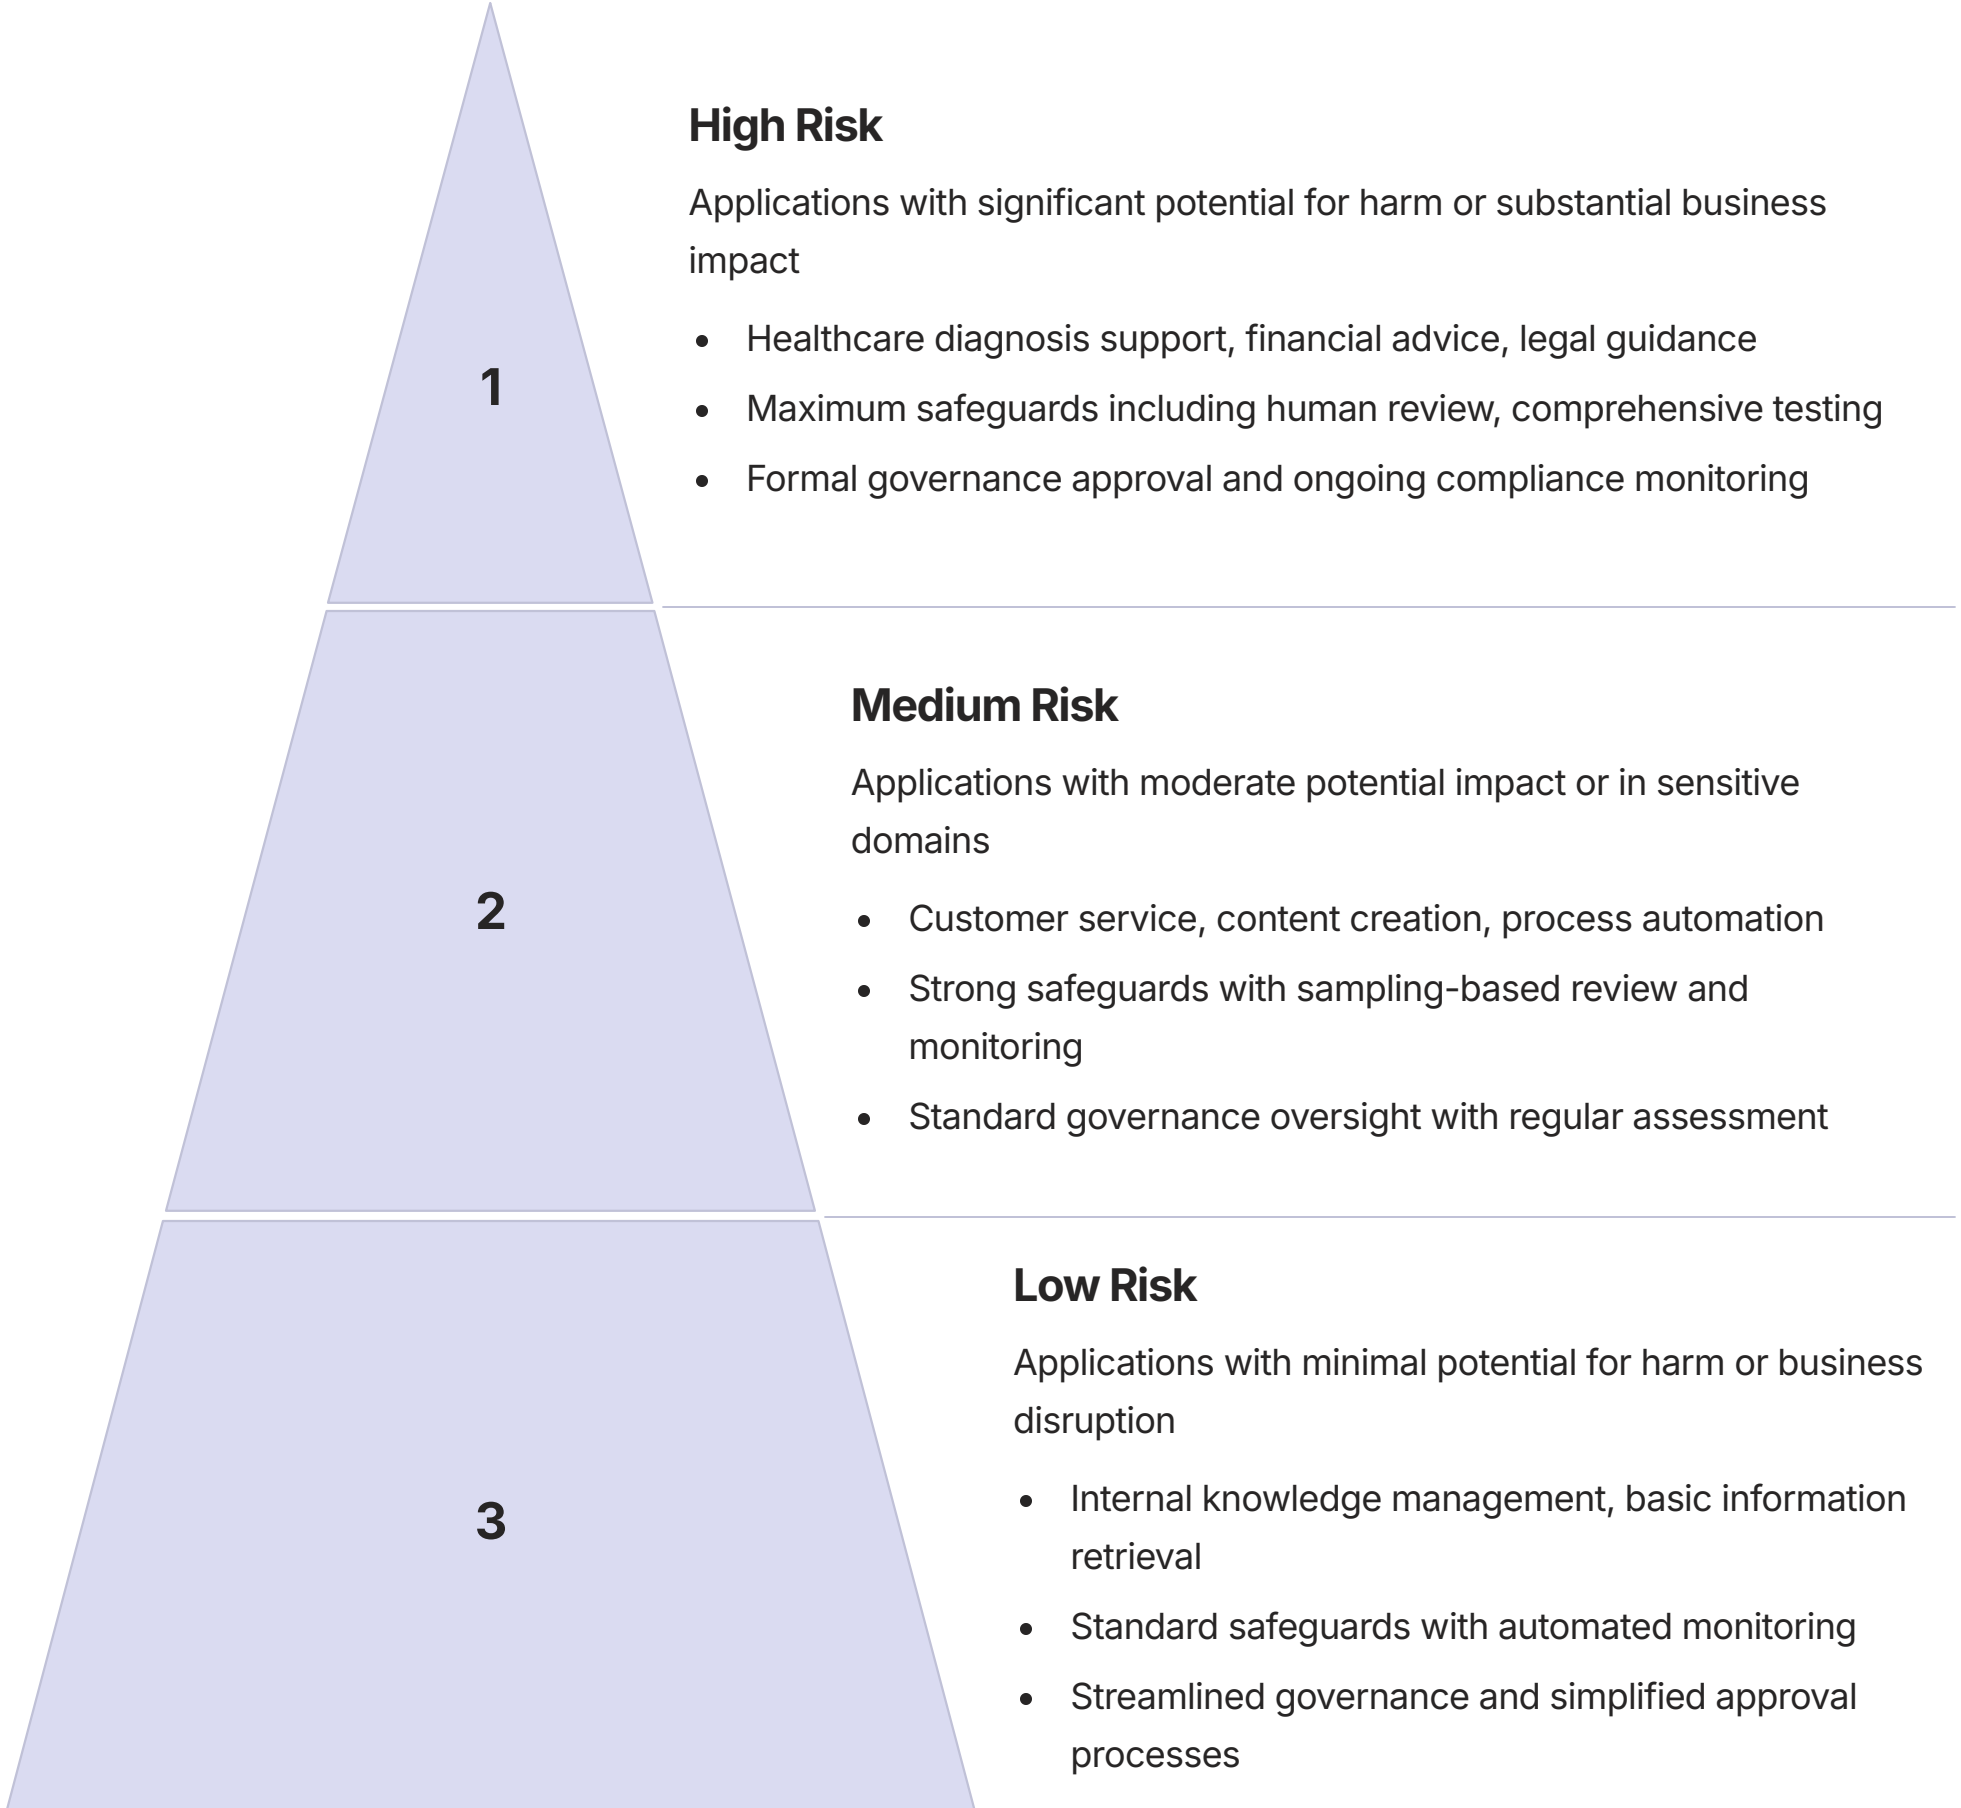 High Risk
Applications with significant potential for harm or substantial business
impact
• Healthcare diagnosis support, financial advice, legal guidance
• Maximum safeguards including human review, comprehensive testing
• Formal governance approval and ongoing compliance monitoring
1
Medium Risk
Applications with moderate potential impact or in sensitive
domains
• Customer service, content creation, process automation
• Strong safeguards with sampling-based review and
monitoring
• Standard governance oversight with regular assessment
2
Low Risk
Applications with minimal potential for harm or business
disruption
• Internal knowledge management, basic information
retrieval
• Standard safeguards with automated monitoring
• Streamlined governance and simplified approval
processes
3